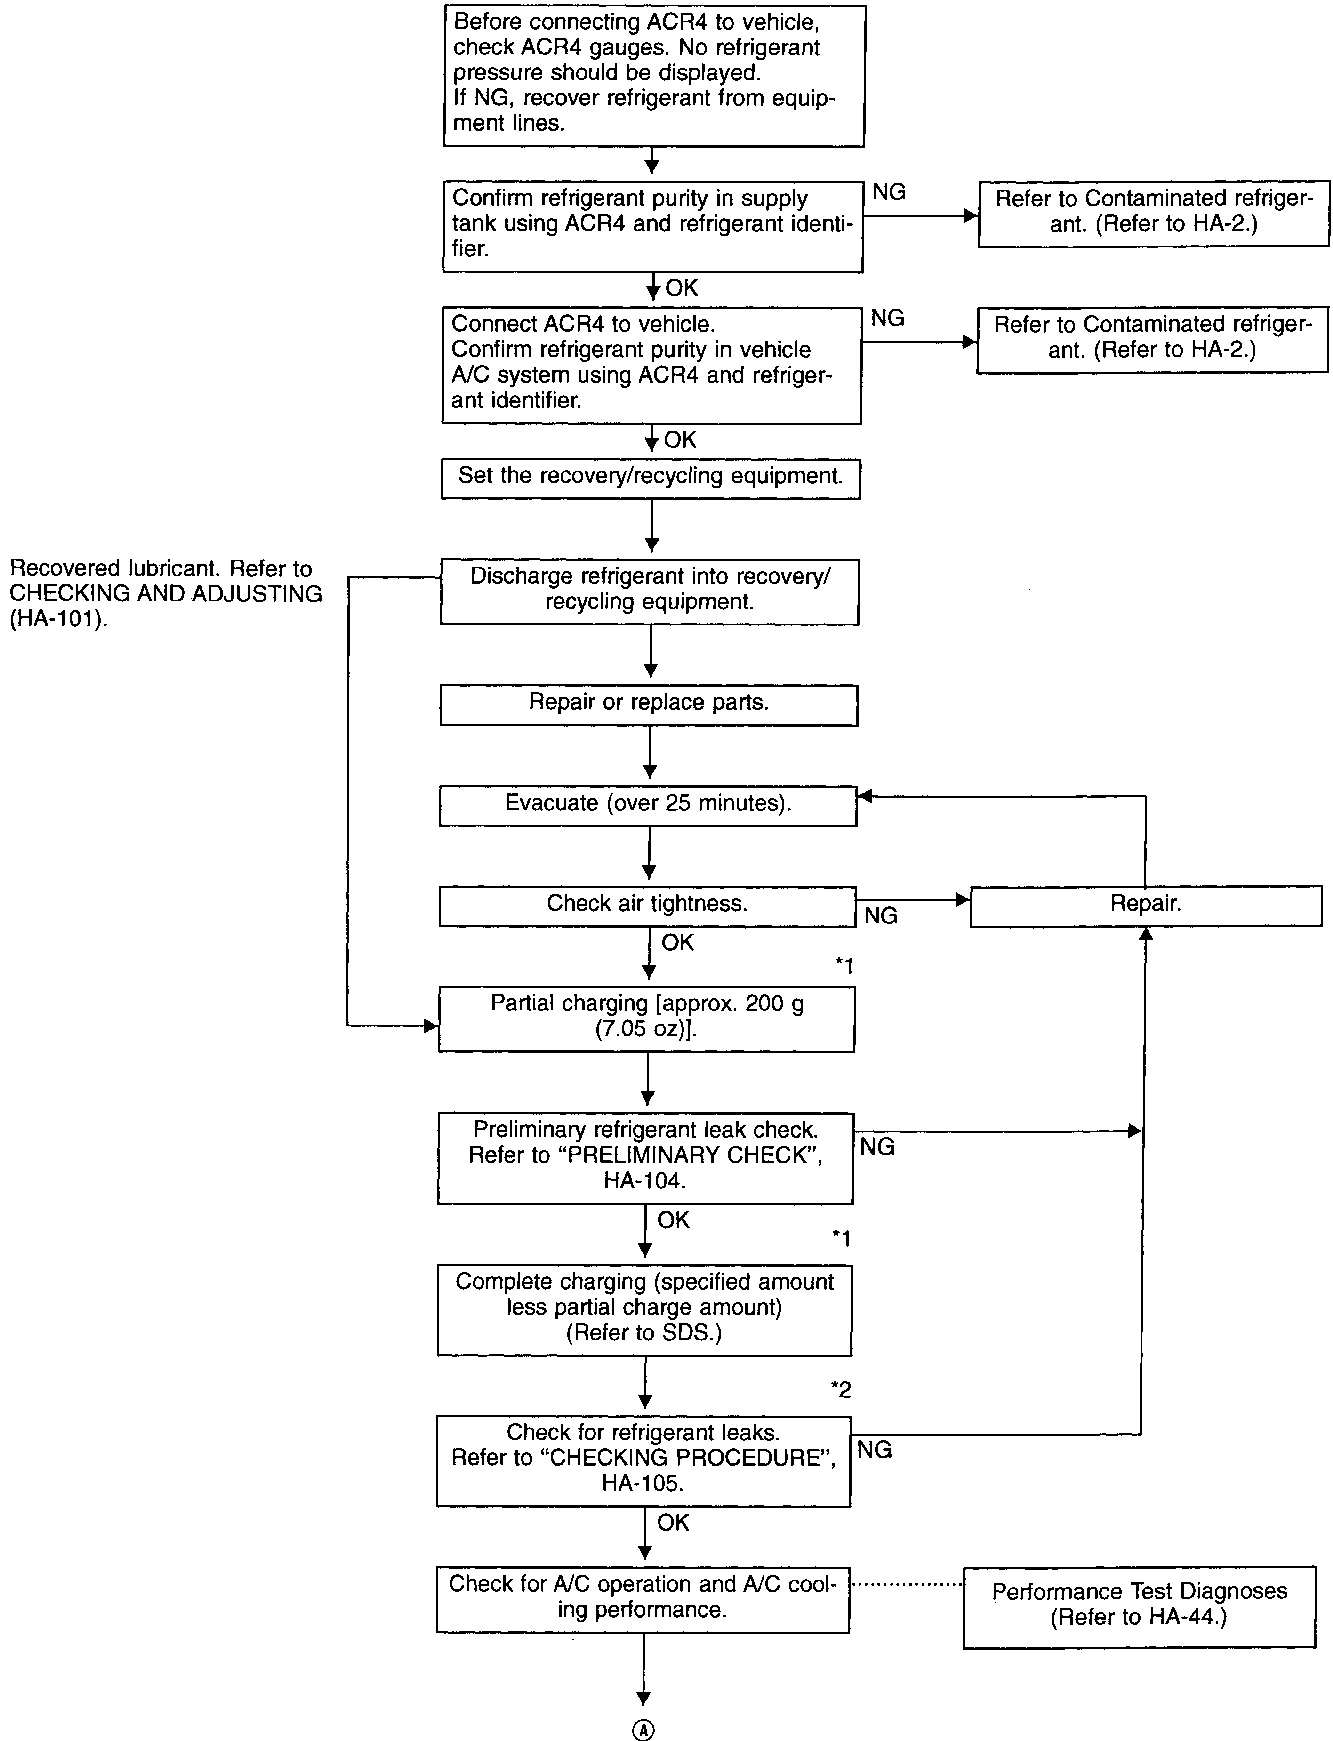 Before connecting ACR4 to vehicle,
check ACR4 gauges. No refrigerant
pressure should be displayed.
If NG, recover refrigerant from equip-
ment lines.
Confirm refrigerant purity in supply
tank using ACR4 and refrigerant identi-
fier.
NG
Refer to Contaminated refriger-
ant. (Refer to HA-2.)
OK
Connect ACR4 to vehicle.
Confirm refrigerant purity in vehicle
A/C system using ACR4 and refriger-
ant identifier.
NG
Refer to Contaminated refriger-
ant. (Refer to HA-2.)
OK
Set the recovery/recycling equipment.
Recovered lubricant. Refer to
CHECKING AND ADJUSTING
(HA-101).
Discharge refrigerant into recovery/
recycling equipment.
Repair or replace parts.
Evacuate (over 25 minutes).
Check air tightness.
NG
Repair.
OK
*1
Partial charging [approx. 200 g
(7.05 oz)].
Preliminary refrigerant leak check.
Refer to “PRELIMINARY CHECK”,
HA-104.
NG
OK
*1
Complete charging (specified amount
less partial charge amount)
(Refer to SDS.)
*2
Check for refrigerant leaks.
Refer to “CHECKING PROCEDURE”,
HA-105.
NG
OK
Check for A/C operation and A/C cool-
ing performance.
Performance Test Diagnoses
(Refer to HA-44.)
A